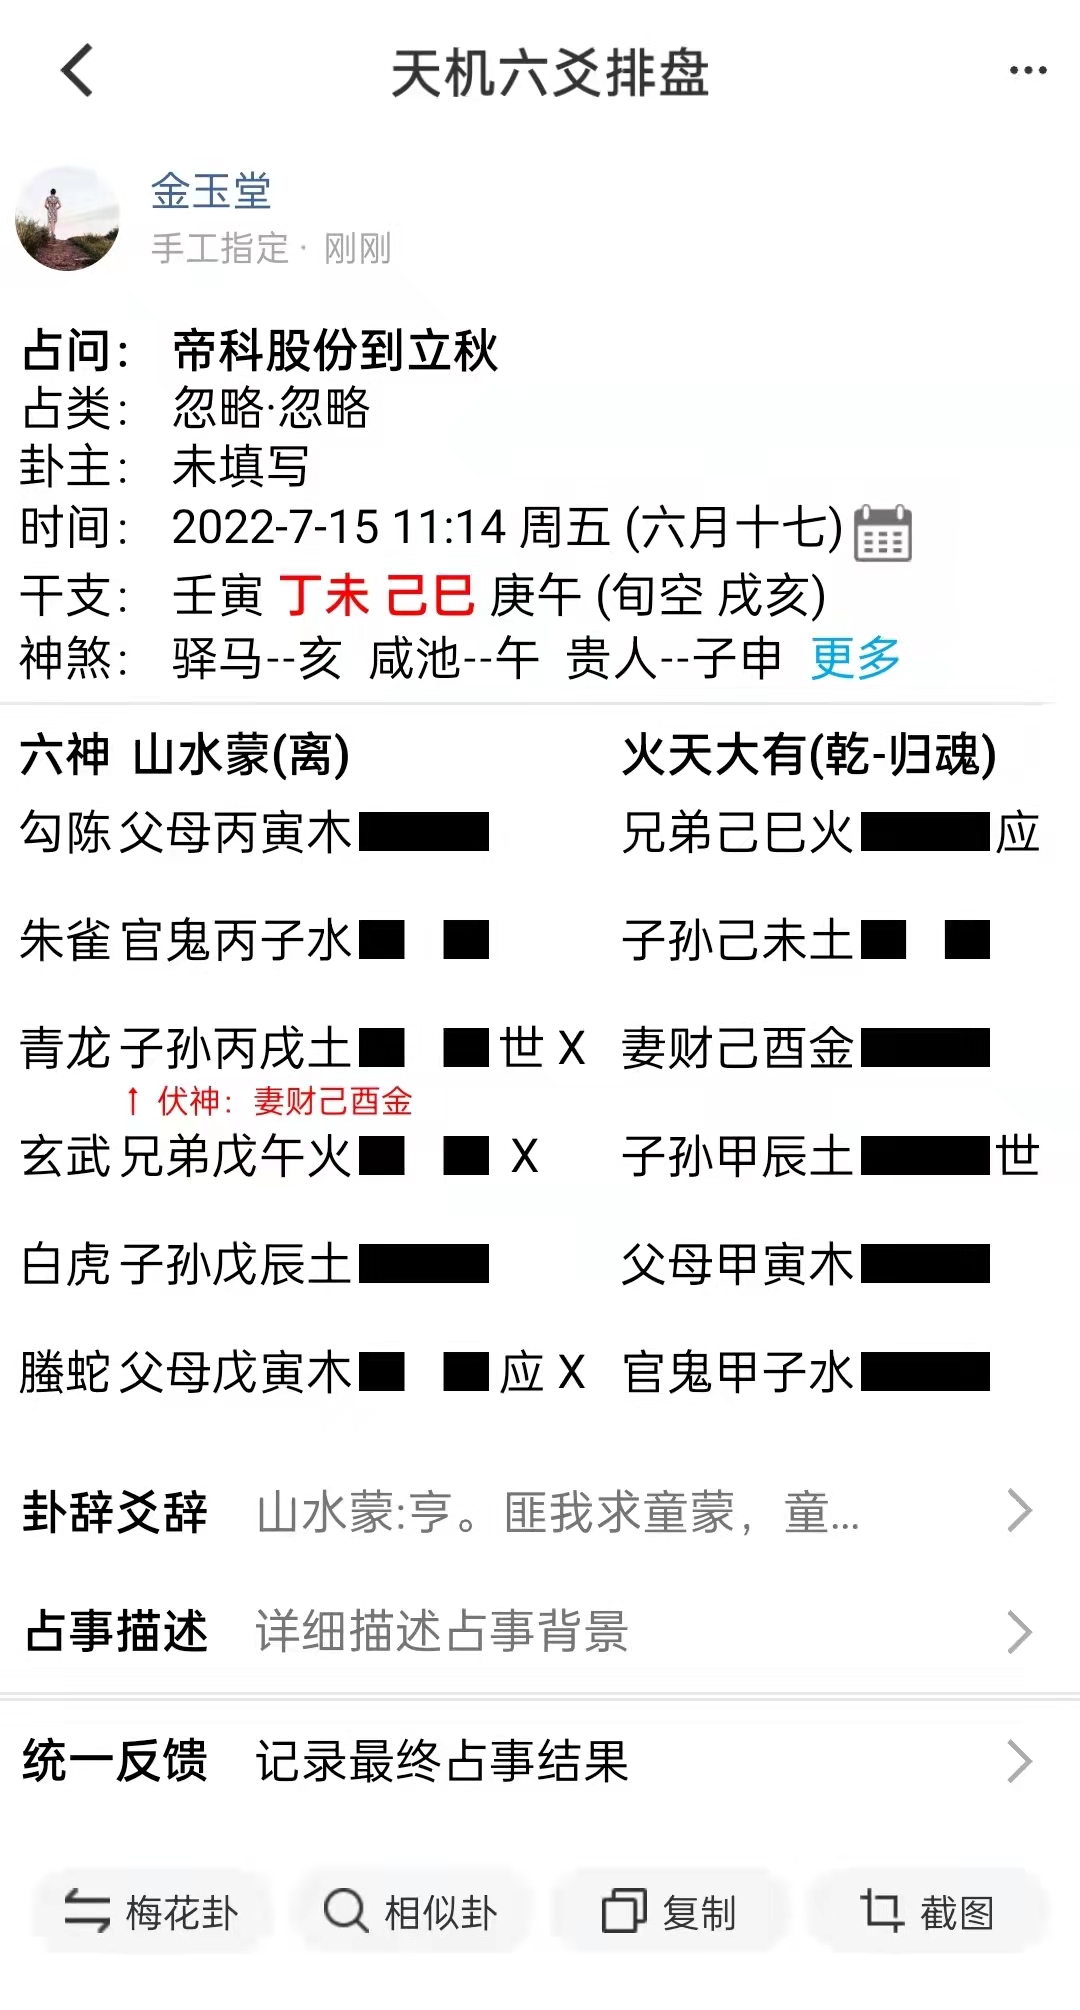 天机六爻排盘
金玉堂
手工指定· 刚刚
占问： 帝科股份到立秋
占类： 忽略·忽略
卦主： 未填写
时间： 2022-7-15 11:14 周五 (六月十七)
干支： 壬寅 丁未 己巳 庚午 (旬空 戌亥)
神煞： 驿马--亥 咸池--午 贵人--子申 更多
六神 山水蒙(离) 火天大有(乾-归魂)
勾陈 父母丙寅木 兄弟己巳火 应
朱雀 官鬼丙子水 子孙己未土
青龙 子孙丙戌土 世 X 妻财己酉金
↑ 伏神：妻财己酉金
玄武 兄弟戊午火 X 子孙甲辰土 世
白虎 子孙戊辰土 父母甲寅木
螣蛇 父母戊寅木 应 X 官鬼甲子水
卦辞爻辞 山水蒙:亨。匪我求童蒙，童...
占事描述 详细描述占事背景
统一反馈 记录最终占事结果
梅花卦 相似卦 复制 截图